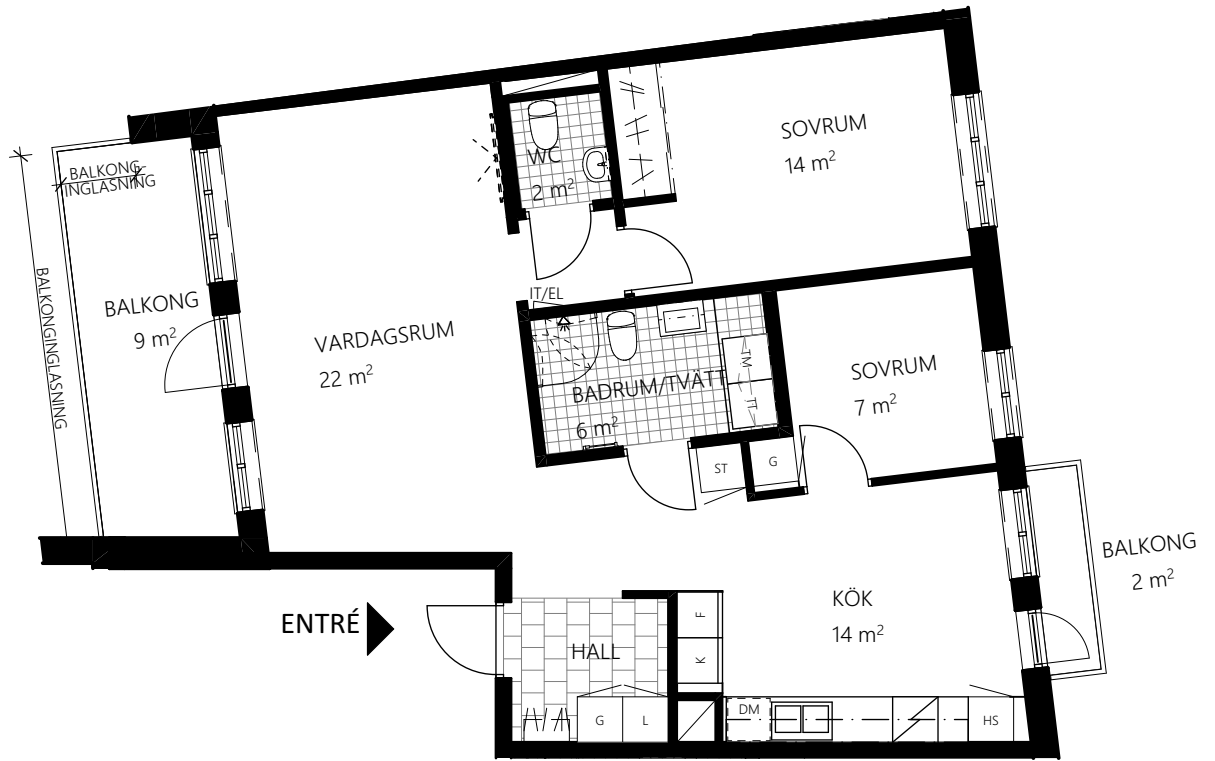 SOVRUM
14 m²
WC
2 m²
BALKONG-
INGLASNING
BALKONGINGLASNING
BALKONG
9 m²
VARDAGSRUM
22 m²
IT/EL
BADRUM/TVÄTT
6 m²
TM
TT
SOVRUM
7 m²
ST
G
BALKONG
2 m²
KÖK
14 m²
ENTRÉ
HALL
F
K
G
L
DM
HS